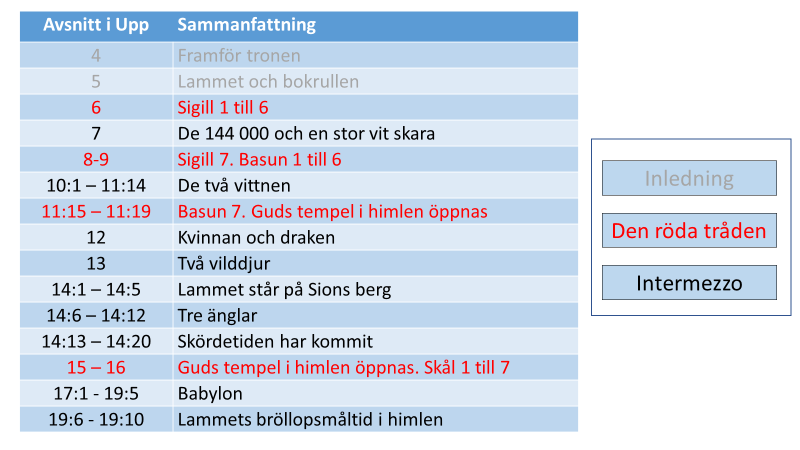 Avsnitt i Upp Sammanfattning
4 Framför tronen
5 Lammet och bokrullen
6 Sigill 1 till 6
7 De 144 000 och en stor vit skara
8-9 Sigill 7. Basun 1 till 6
10:1 – 11:14 De två vittnen
11:15 – 11:19 Basun 7. Guds tempel i himlen öppnas
12 Kvinnan och draken
13 Två vilddjur
14:1 – 14:5 Lammet står på Sions berg
14:6 – 14:12 Tre änglar
14:13 – 14:20 Skördetiden har kommit
15 – 16 Guds tempel i himlen öppnas. Skål 1 till 7
17:1 - 19:5 Babylon
19:6 - 19:10 Lammets bröllopsmåltid i himlen
Inledning
Den röda tråden
Intermezzo